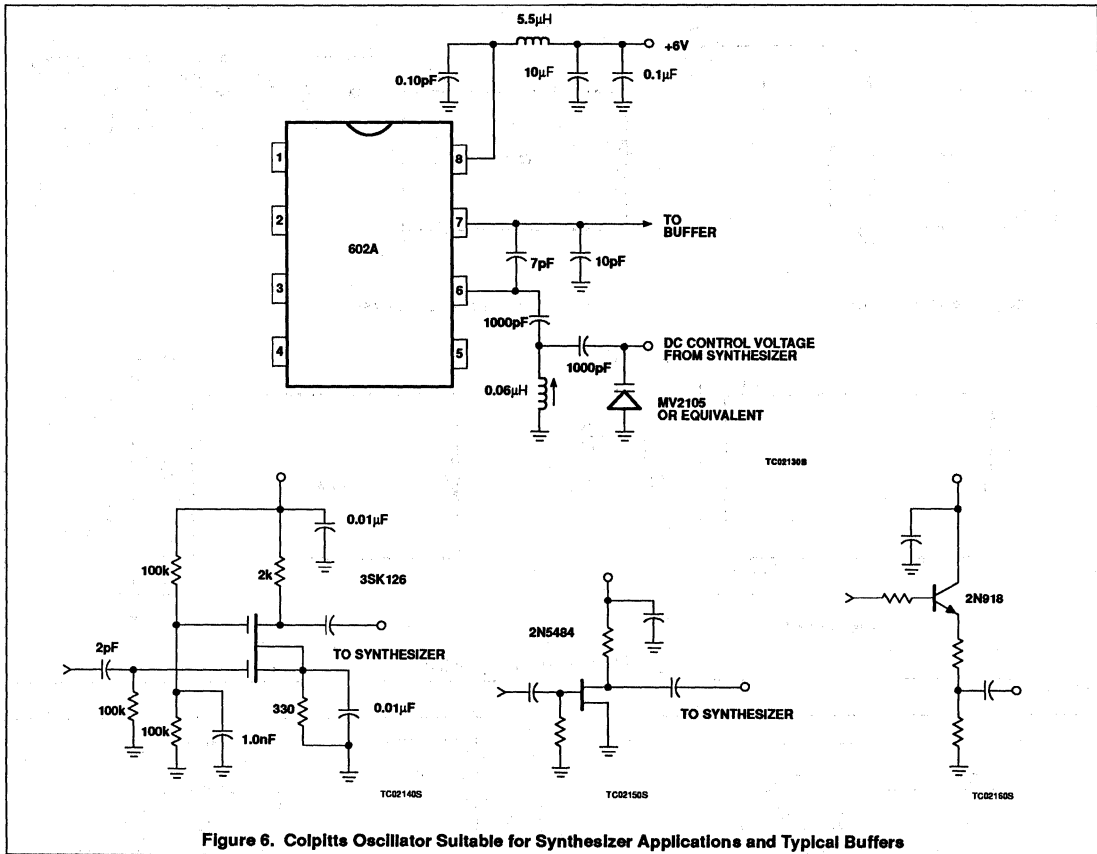 5.5μH
+6V
0.10pF
10μF
0.1μF
1
8
2
7
TO
BUFFER
602A
7pF
10pF
3
6
1000pF
DC CONTROL VOLTAGE
FROM SYNTHESIZER
4
5
1000pF
0.06μH
MV2105
OR EQUIVALENT
TC02130S
0.01μF
100k
2k
3SK126
2N918
2N5484
2pF
TO SYNTHESIZER
100k
100k
1.0nF
330
0.01μF
TO SYNTHESIZER
TC02140S
TC02150S
TC02160S
Figure 6. Colpitts Oscillator Suitable for Synthesizer Applications and Typical Buffers